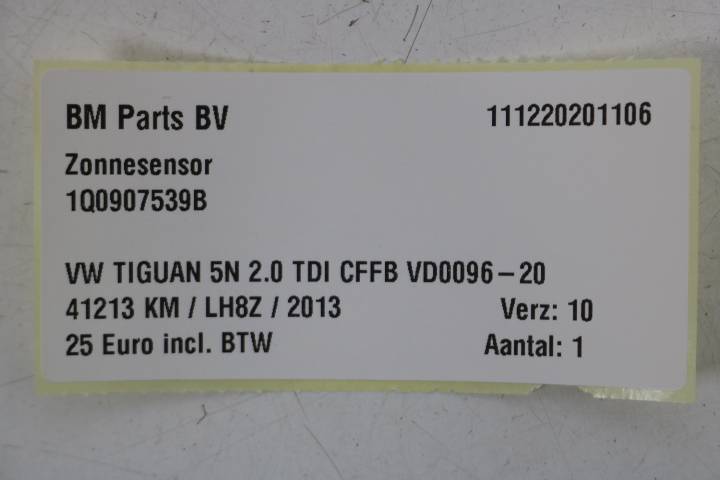 BM Parts BV 111220201106
Zonnesensor
1Q0907539B
VW TIGUAN 5N 2.0 TDI CFFB VD0096-20
41213 KM / LH8Z / 2013 Verz: 10
25 Euro incl. BTW Aantal: 1